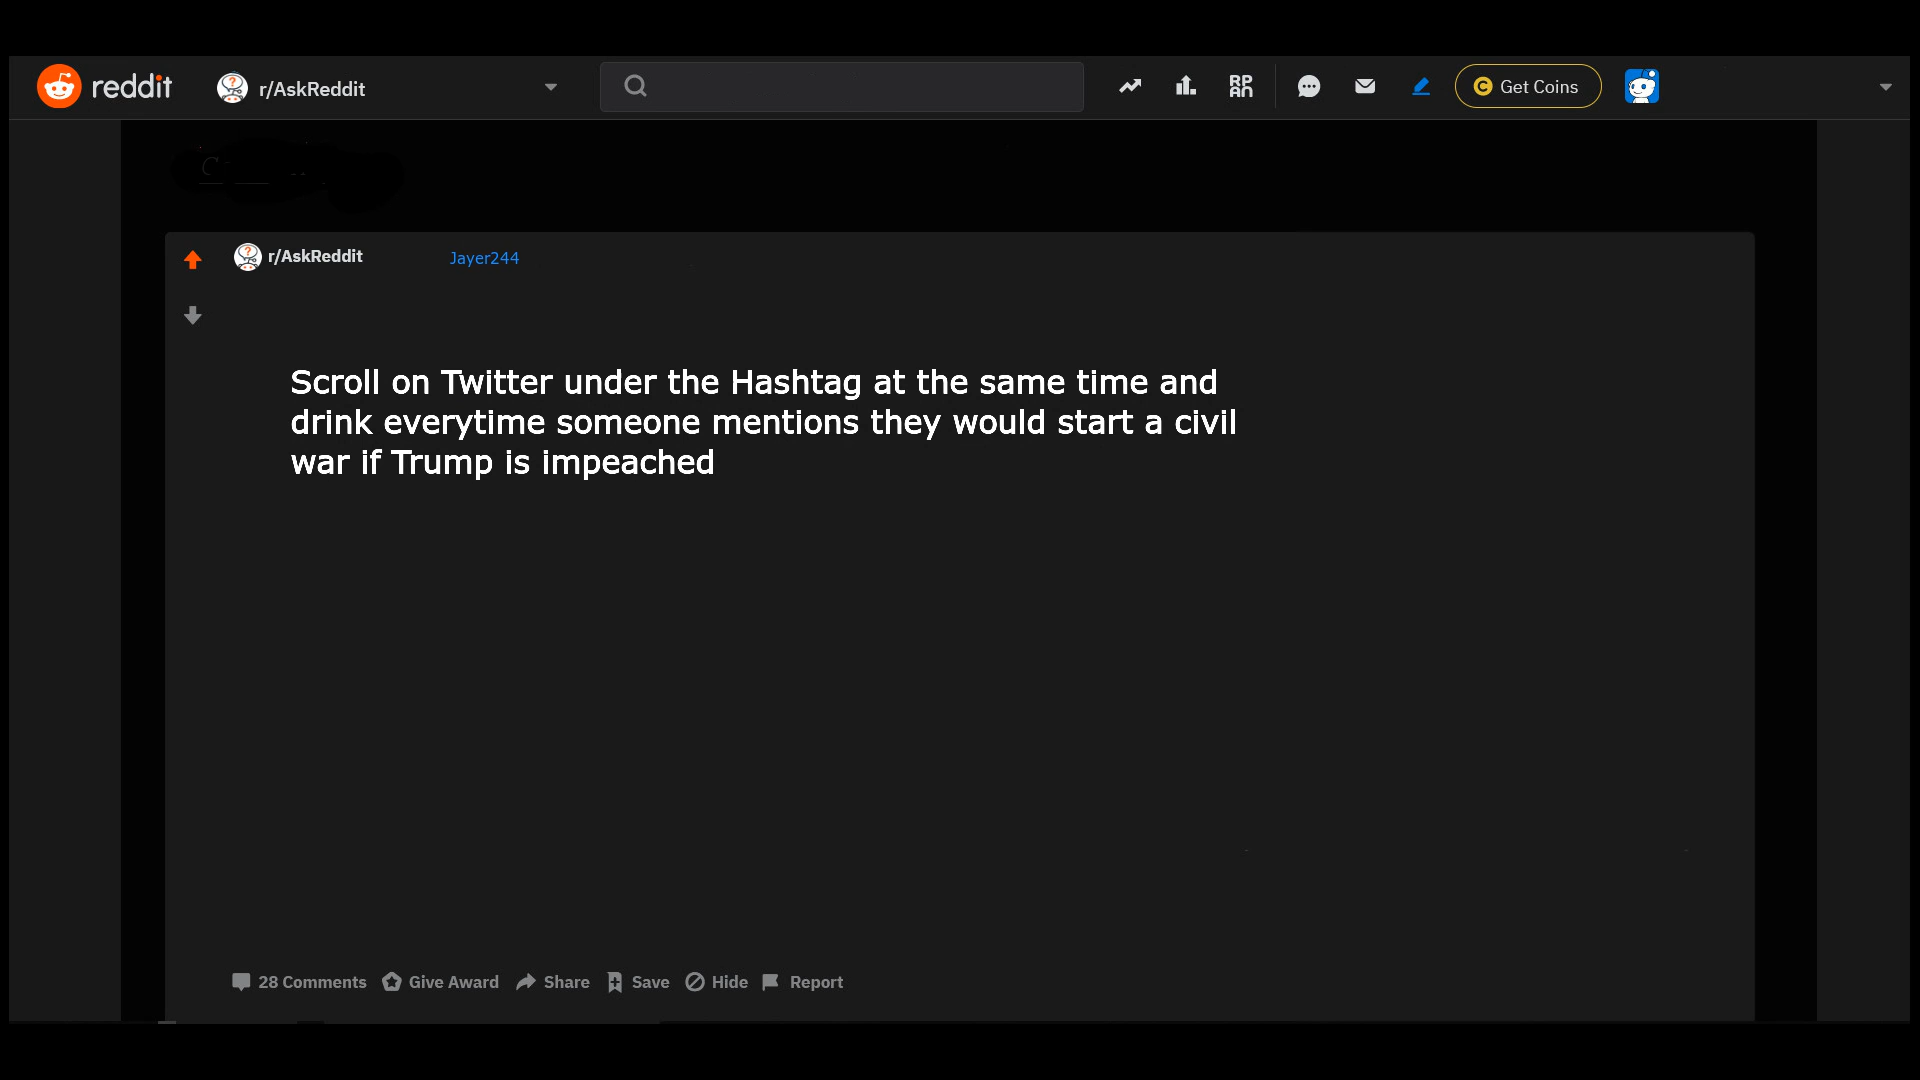 reddit r/AskReddit RPAN Get Coins
r/AskReddit Jayer244
Scroll on Twitter under the Hashtag at the same time and
drink everytime someone mentions they would start a civil
war if Trump is impeached
28 Comments Give Award Share Save Hide Report